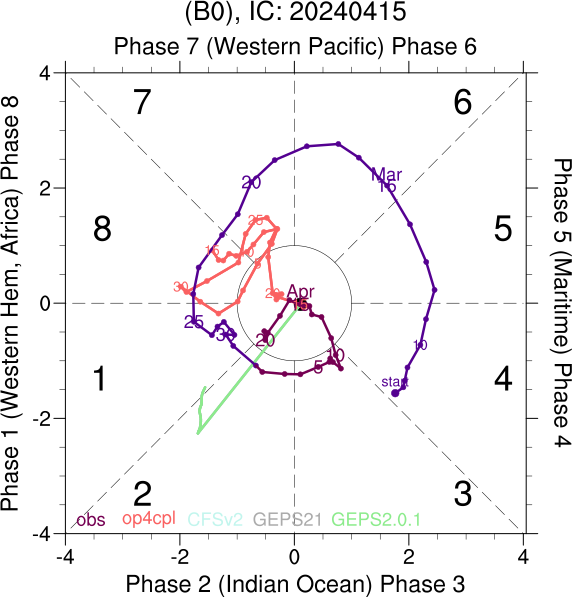 (B0), IC: 20240415
Phase 7 (Western Pacific) Phase 6
Phase 1 (Western Hem, Africa) Phase 8
Phase 5 (Maritime) Phase 4
4
2
0
-2
-4
7
6
8
5
1
4
2
3
Mar
15
20
25
15
30
20
25
30
Apr
15
20
10
5
10
start
obs op4cpl CFSv2 GEPS21 GEPS2.0.1
-4 -2 0 2 4
Phase 2 (Indian Ocean) Phase 3